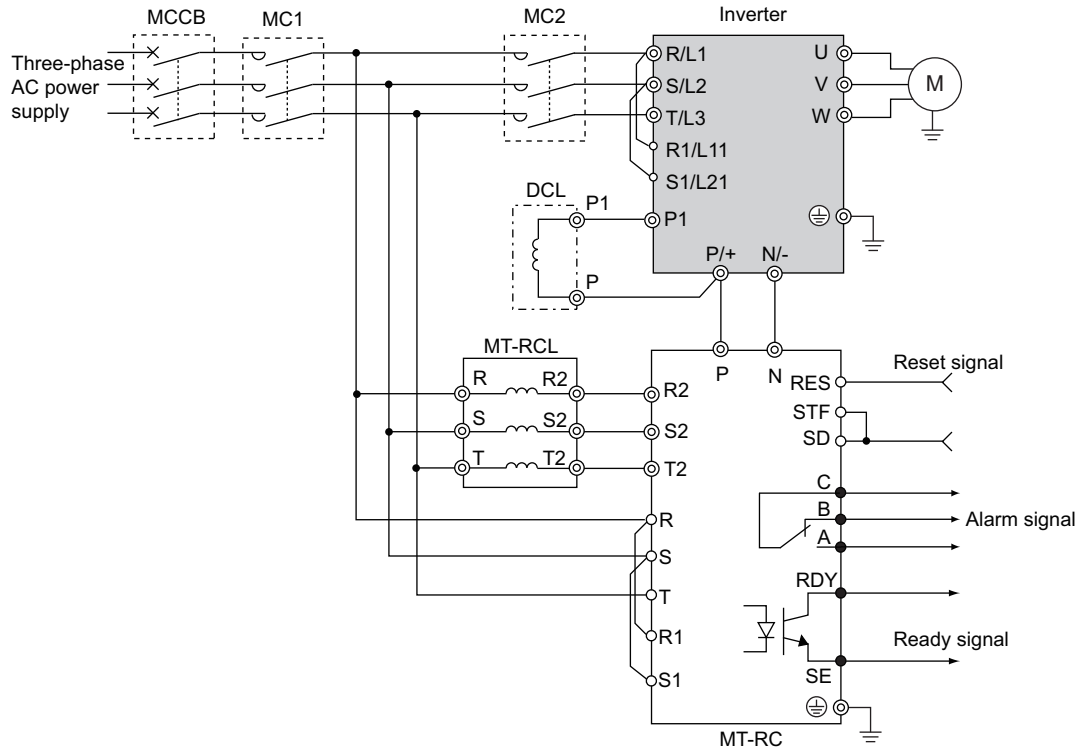 MCCB
MC1
MC2
Inverter
Three-phase
AC power
supply
R/L1
S/L2
T/L3
R1/L11
S1/L21
P1
P/+
N/-
U
V
W
M
DCL
P1
P
MT-RCL
R
R2
S
S2
T
T2
P
N
R2
S2
T2
R
S
T
R1
S1
RES
STF
SD
C
B
A
RDY
SE
Reset signal
Alarm signal
Ready signal
MT-RC